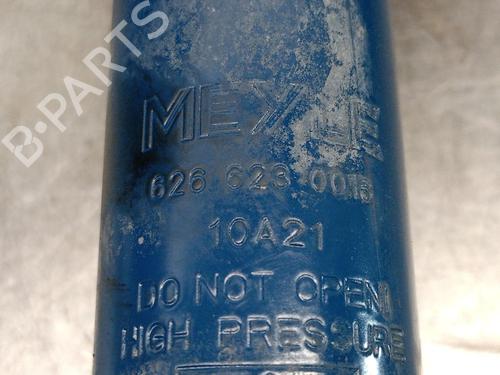 B-PARTS
MEYLE
626 623 0015
10A21
DO NOT OPEN!
HIGH PRESSURE